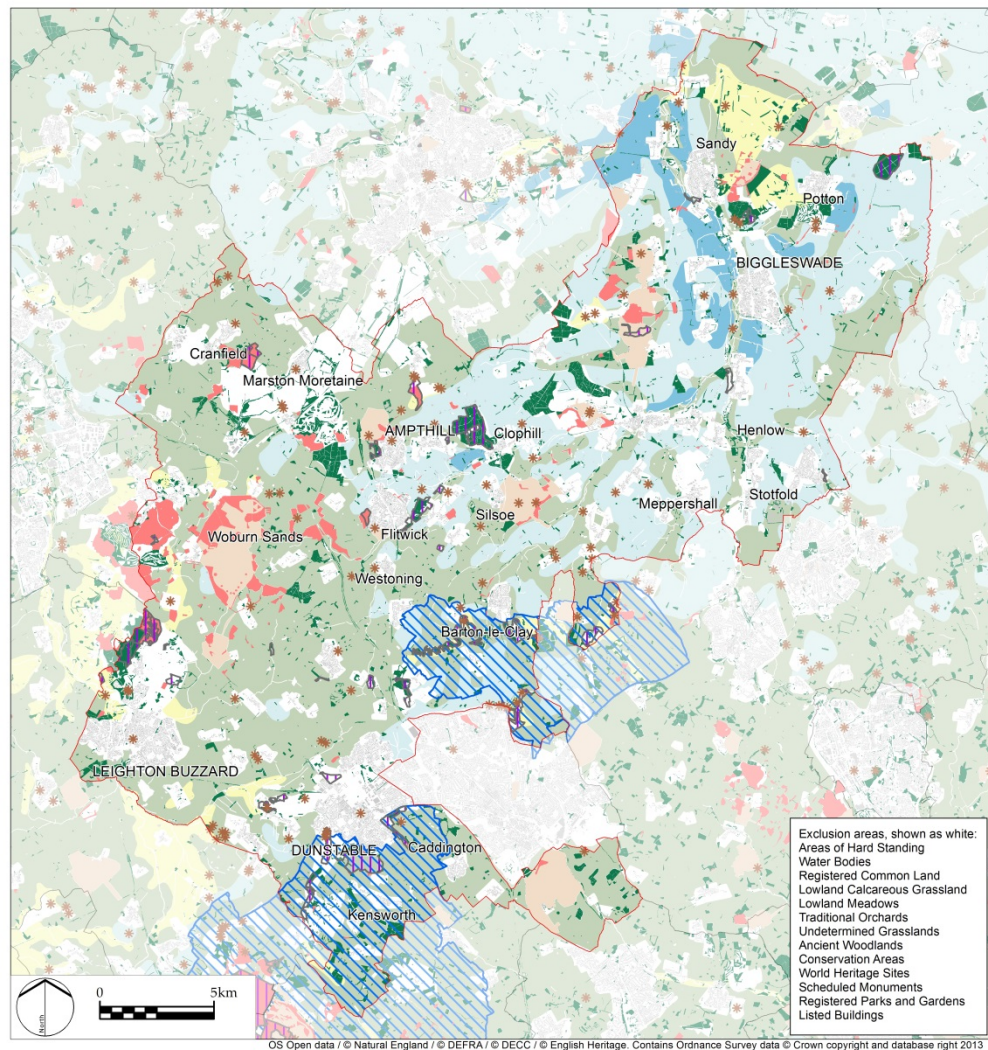 Sandy
Potton
BIGGLESWADE
Cranfield
Marston Moretaine
AMPTHILL
Clophill
Henlow
Meppershall
Stotfold
Silsoe
Woburn Sands
Flitwick
Westoning
Barton-le-Clay
LEIGHTON BUZZARD
DUNSTABLE
Caddington
Kensworth
Exclusion areas, shown as white:
Areas of Hard Standing
Water Bodies
Registered Common Land
Lowland Calcareous Grassland
Lowland Meadows
Traditional Orchards
Undetermined Grasslands
Ancient Woodlands
Conservation Areas
World Heritage Sites
Scheduled Monuments
Registered Parks and Gardens
Listed Buildings
North
0 5km
OS Open data / © Natural England / © DEFRA / © DECC / © English Heritage. Contains Ordnance Survey data © Crown copyright and database right 2013